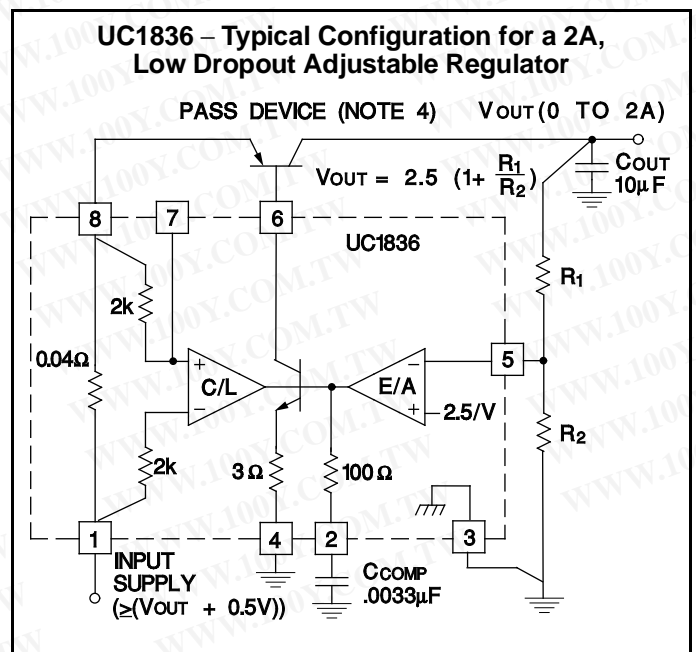 UC1836 – Typical Configuration for a 2A,
Low Dropout Adjustable Regulator
PASS DEVICE (NOTE 4)
VOUT (0 TO 2A)
VOUT = 2.5 (1+ R1/R2)
COUT
10µF
8
7
6
UC1836
2k
R1
0.04Ω
+
C/L
−
−
E/A
+
5
2.5/V
R2
2k
3Ω
100Ω
1
4
2
3
INPUT
SUPPLY
(≥(VOUT + 0.5V))
CCOMP
.0033µF
WWW.100Y.COM.TW